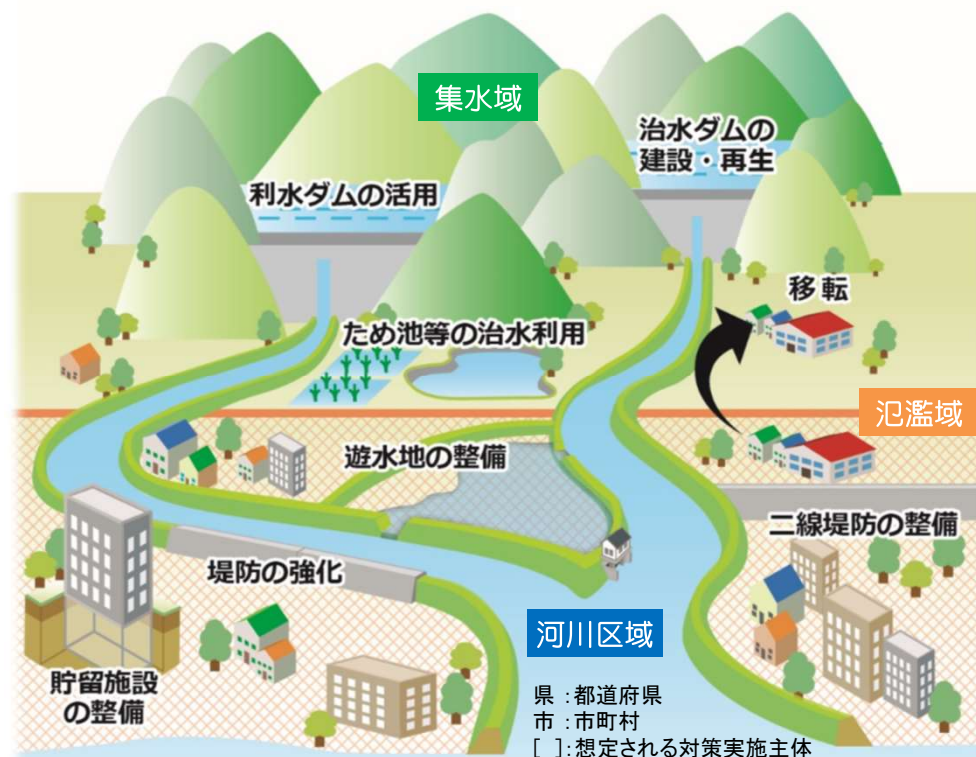 集水域
治水ダムの
建設・再生
利水ダムの活用
移転
ため池等の治水利用
氾濫域
遊水地の整備
二線堤防の整備
堤防の強化
河川区域
貯留施設
の整備
県：都道府県
市：市町村
[ ]：想定される対策実施主体